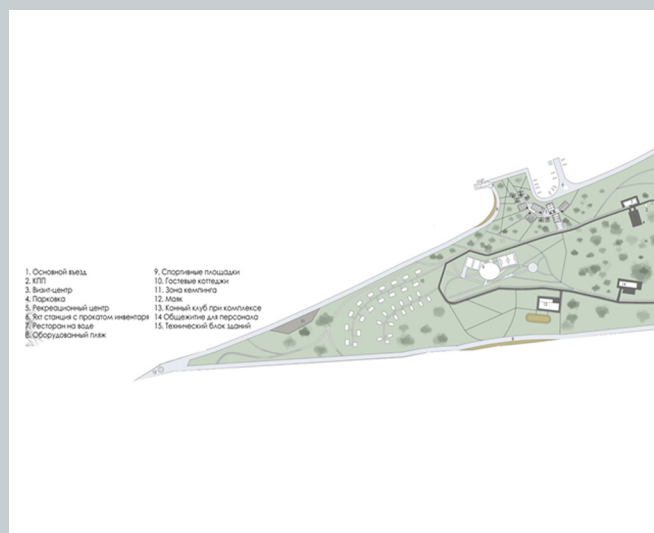 1. Основной въезд
2. КПП
3. Визит-центр
4. Парковка
5. Рекреационный центр
6. Яхт станция с прокатом инвентаря
7. Ресторан на воде
8. Оборудованный пляж
9. Спортивные площадки
10. Гостевые коттеджи
11. Зона кемпинга
12. Маяк
13. Конный клуб при комплексе
14 Общежитие для персонала
15. Технический блок зданий